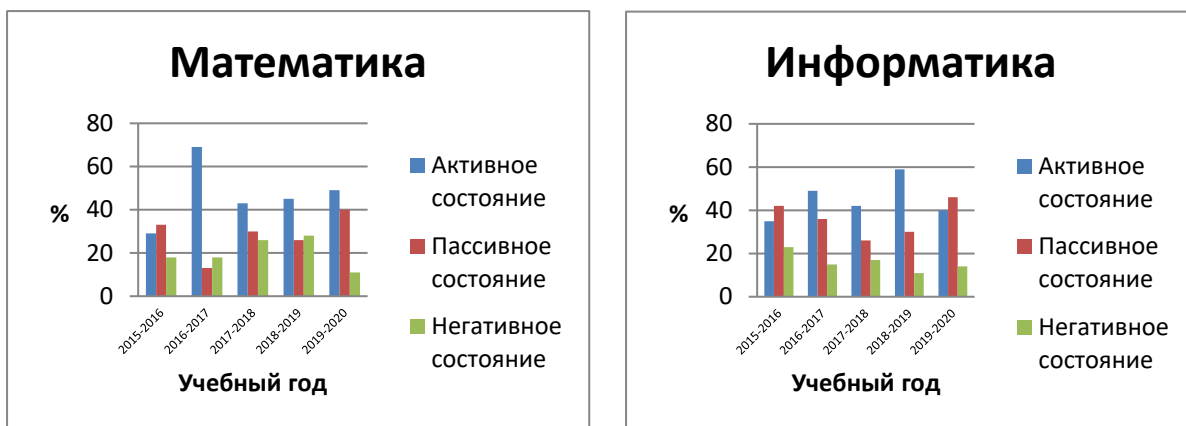 Математика
80
60
40
20
0
%
2015-2016
2016-2017
2017-2018
2018-2019
2019-2020
Учебный год
Активное
состояние
Пассивное
состояние
Негативное
состояние
Информатика
80
60
40
20
0
%
2015-2016
2016-2017
2017-2018
2018-2019
2019-2020
Учебный год
Активное
состояние
Пассивное
состояние
Негативное
состояние